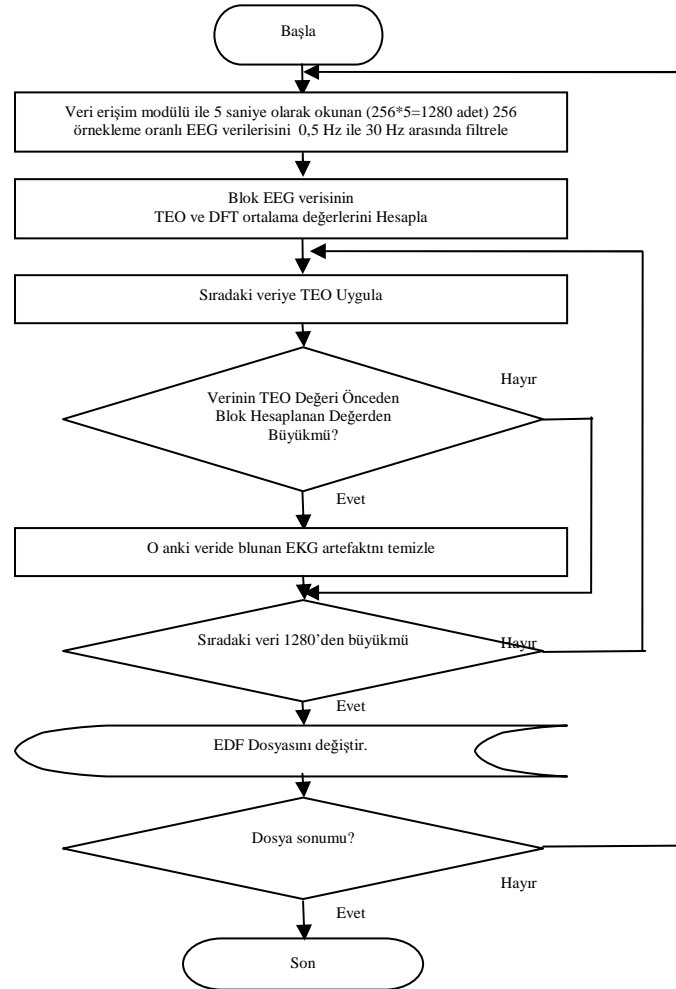 Başla
Veri erişim modülü ile 5 saniye olarak okunan (256*5=1280 adet) 256
örnekleme oranlı EEG verilerisini 0,5 Hz ile 30 Hz arasında filtrele
Blok EEG verisinin
TEO ve DFT ortalama değerlerini Hesapla
Sıradaki veriye TEO Uygula
Hayır
Verinin TEO Değeri Önceden
Blok Hesaplanan Değerden
Büyükmü?
Evet
O anki veride blunan EKG artefaktnı temizle
Sıradaki veri 1280’den büyükmü
Hayır
Evet
EDF Dosyasını değiştir.
Dosya sonumu?
Hayır
Evet
Son